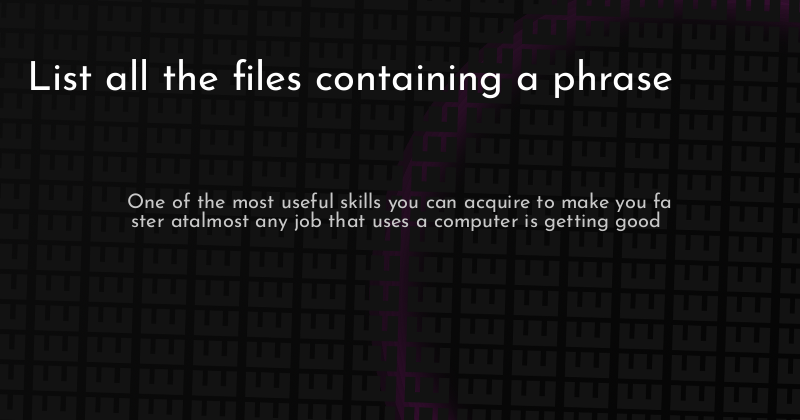 List all the files containing a phrase
One of the most useful skills you can acquire to make you fa
ster atalmost any job that uses a computer is getting good